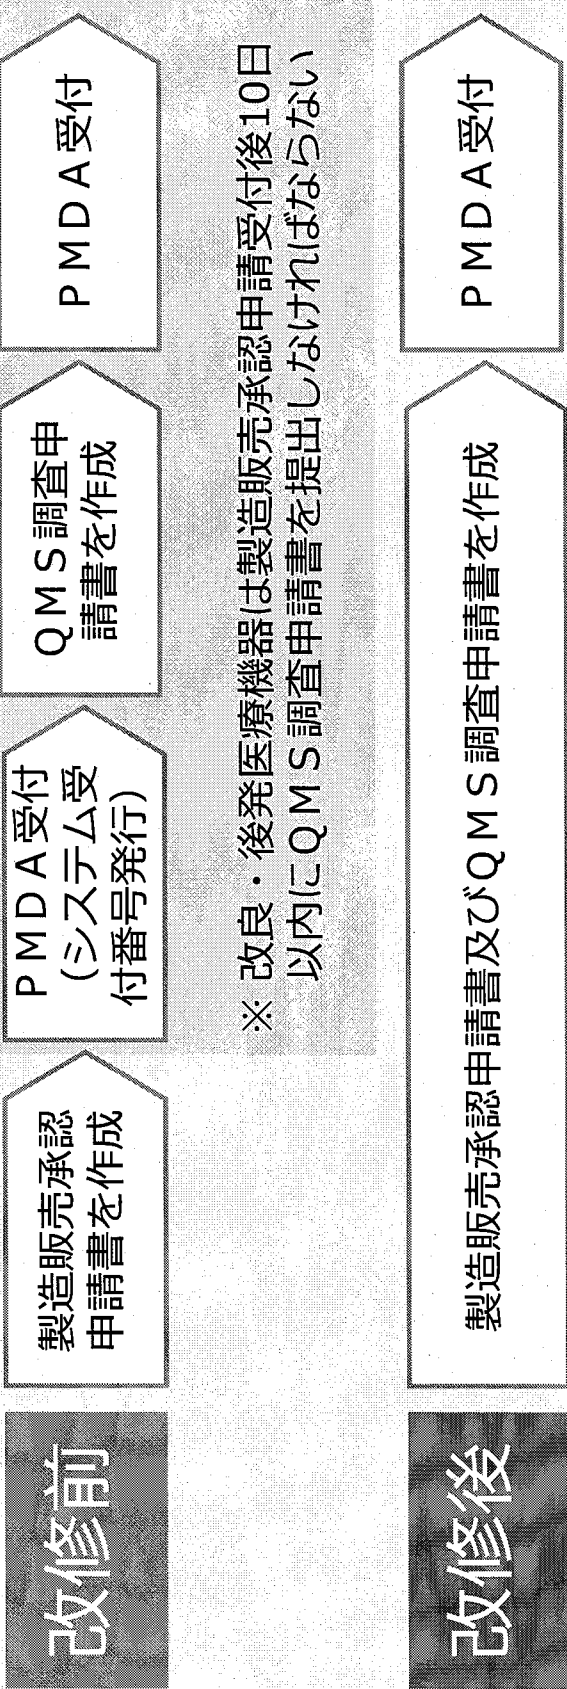 改修前
製造販売承認
申請書を作成
PMDA受付
(システム受
付番号発行)
QMS調査申
請書を作成
PMDA受付
※ 改良・後発医療機器は製造販売承認申請受付後10日
以内にQMS調査申請書を提出しなければならない
改修後
製造販売承認申請書及びQMS調査申請書を作成
PMDA受付